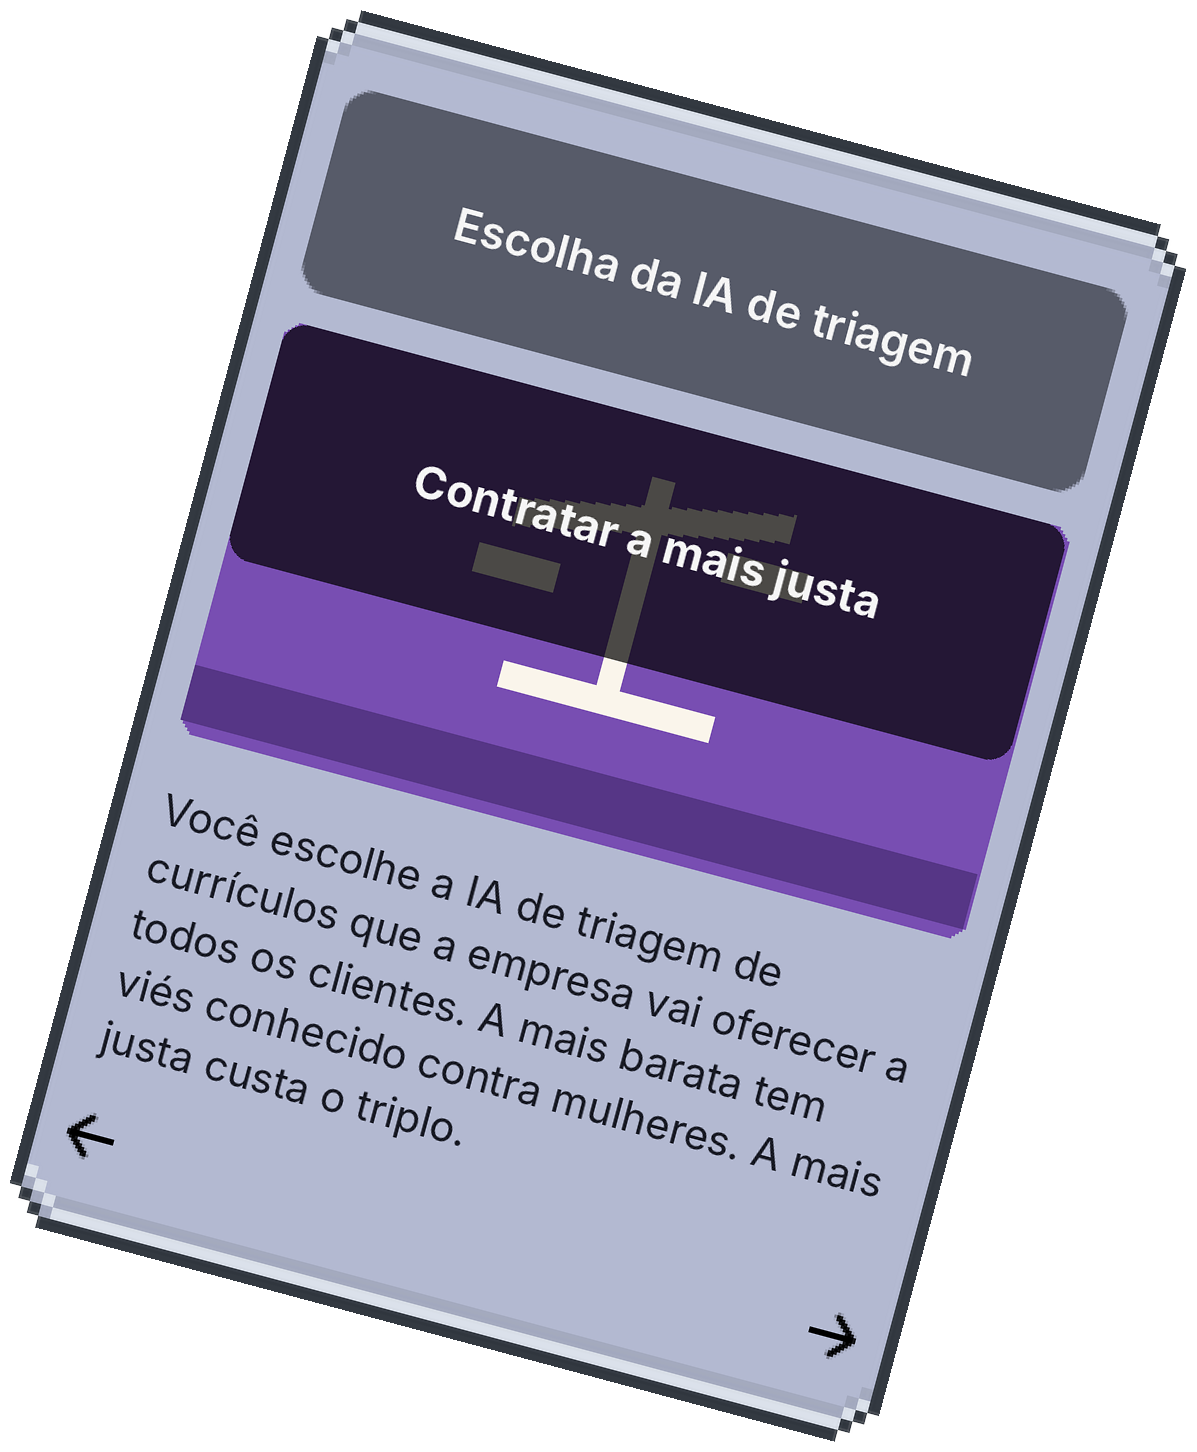 Escolha da IA de triagem
Contratar a mais justa
Você escolhe a IA de triagem de
currículos que a empresa vai oferecer a
todos os clientes. A mais barata tem
viés conhecido contra mulheres. A mais
justa custa o triplo.